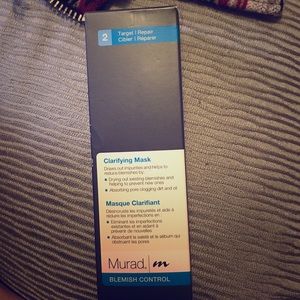 2
Target | Repair
Cibler | Réparer
Clarifying Mask
Draws out impurities and helps to
reduce blemishes by:
Drying out existing blemishes and
helping to prevent new ones
Absorbing pore clogging dirt and oil
Masque Clarifiant
Désincruste les impuretés et aide à
réduire les imperfections en :
Éliminant les imperfections
existantes et en aidant à
prévenir de nouvelles
Absorbant la saleté et le sébum qui
obstruent les pores
Murad. m
BLEMISH CONTROL